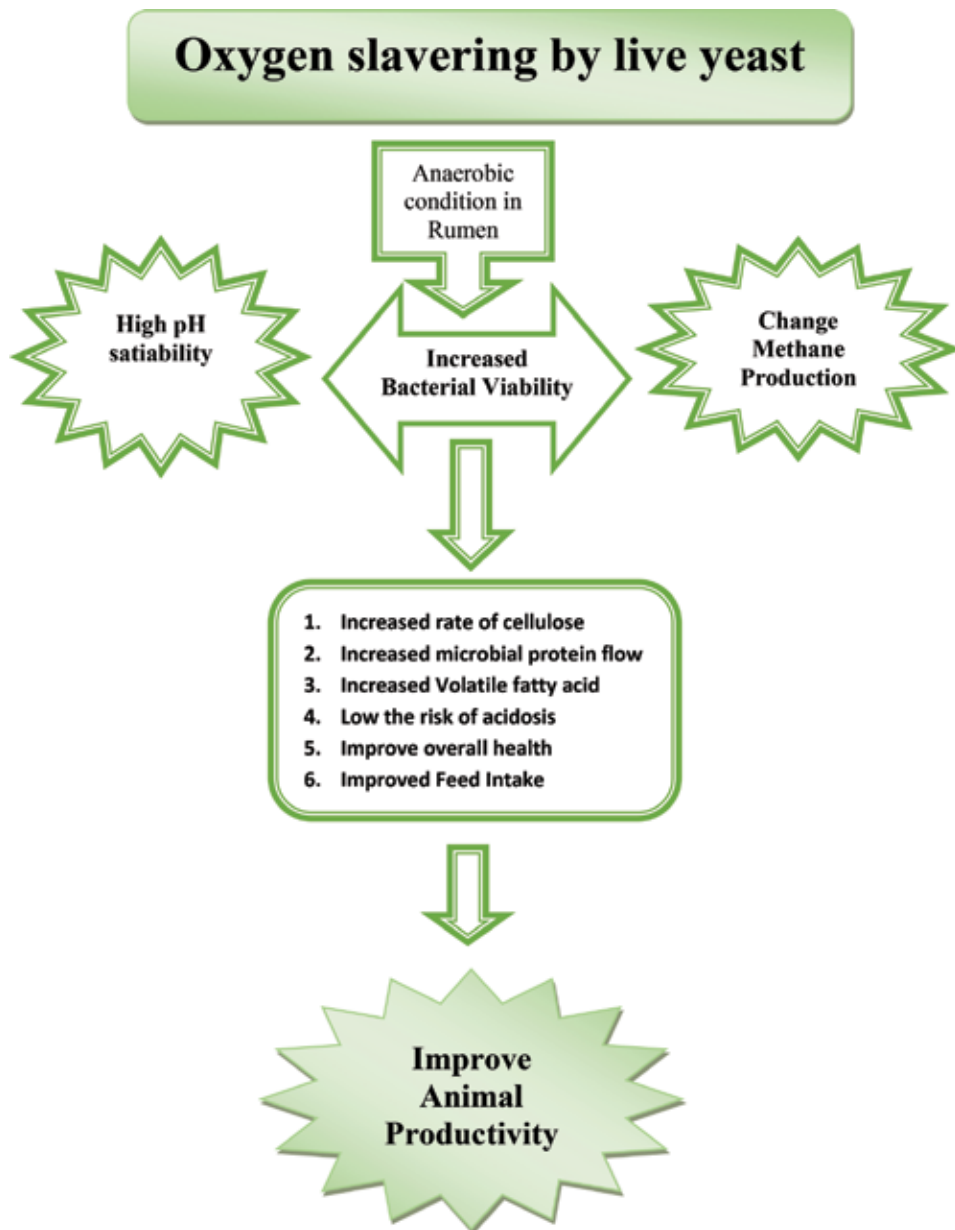 Oxygen slavering by live yeast
Anaerobic
condition in
Rumen
High pH
satiability
Increased
Bacterial Viability
Change
Methane
Production
1. Increased rate of cellulose
2. Increased microbial protein flow
3. Increased Volatile fatty acid
4. Low the risk of acidosis
5. Improve overall health
6. Improved Feed Intake
Improve
Animal
Productivity